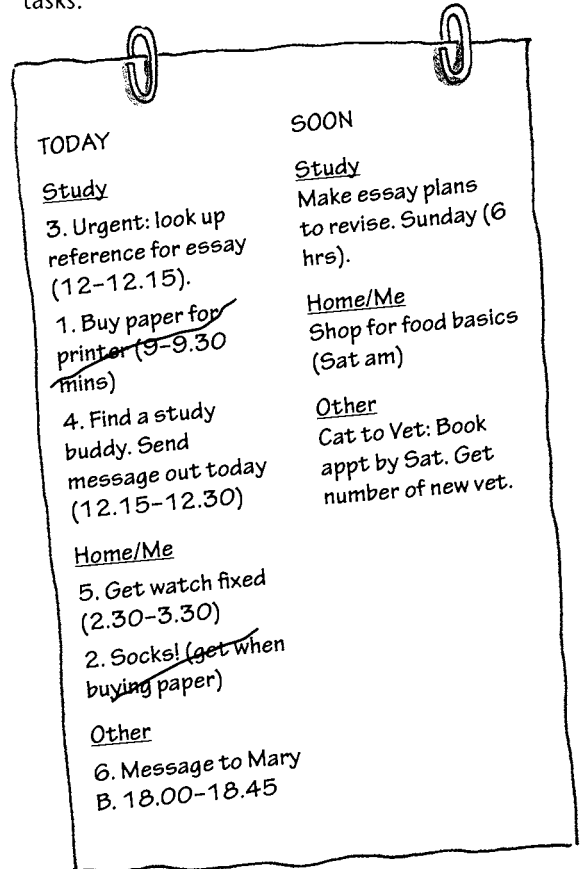 tasks.
TODAY
Study
3. Urgent: look up
reference for essay
(12–12.15).
1. Buy paper for
printer (9–9.30
mins)
4. Find a study
buddy. Send
message out today
(12.15–12.30)
Home/Me
5. Get watch fixed
(2.30–3.30)
2. Socks! (get when
buying paper)
Other
6. Message to Mary
B. 18.00–18.45
SOON
Study
Make essay plans
to revise. Sunday (6
hrs).
Home/Me
Shop for food basics
(Sat am)
Other
Cat to Vet: Book
appt by Sat. Get
number of new vet.